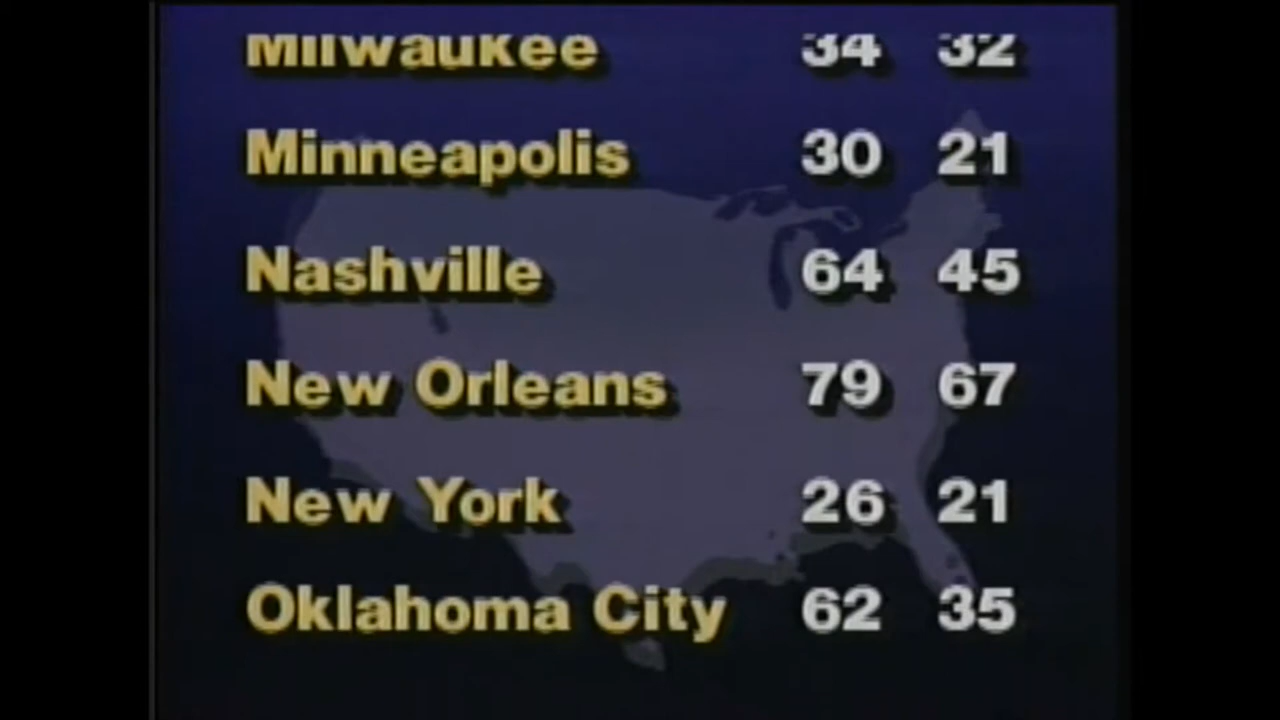 Milwaukee 34 32
Minneapolis 30 21
Nashville 64 45
New Orleans 79 67
New York 26 21
Oklahoma City 62 35